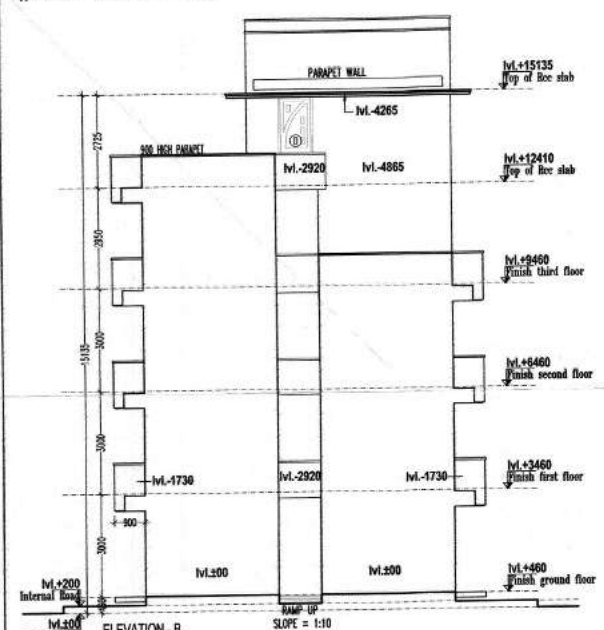 PARAPET WALL
lvl.+15135
Top of Rcc slab
lvl.-4265
D
900 HIGH PARAPET
lvl.-2920
lvl.-4865
lvl.+12410
Top of Rcc slab
2725
2950
lvl.+9460
Finish third floor
3000
15135
lvl.+6460
Finish second floor
3000
lvl.-1730
lvl.-2920
lvl.-1730
lvl.+3460
Finish first floor
900
3000
lvl.±00
lvl.±00
lvl.+460
Finish ground floor
lvl.+200
Internal Road
lvl.±00
RAMP UP
SLOPE = 1:10
ELEVATION-B